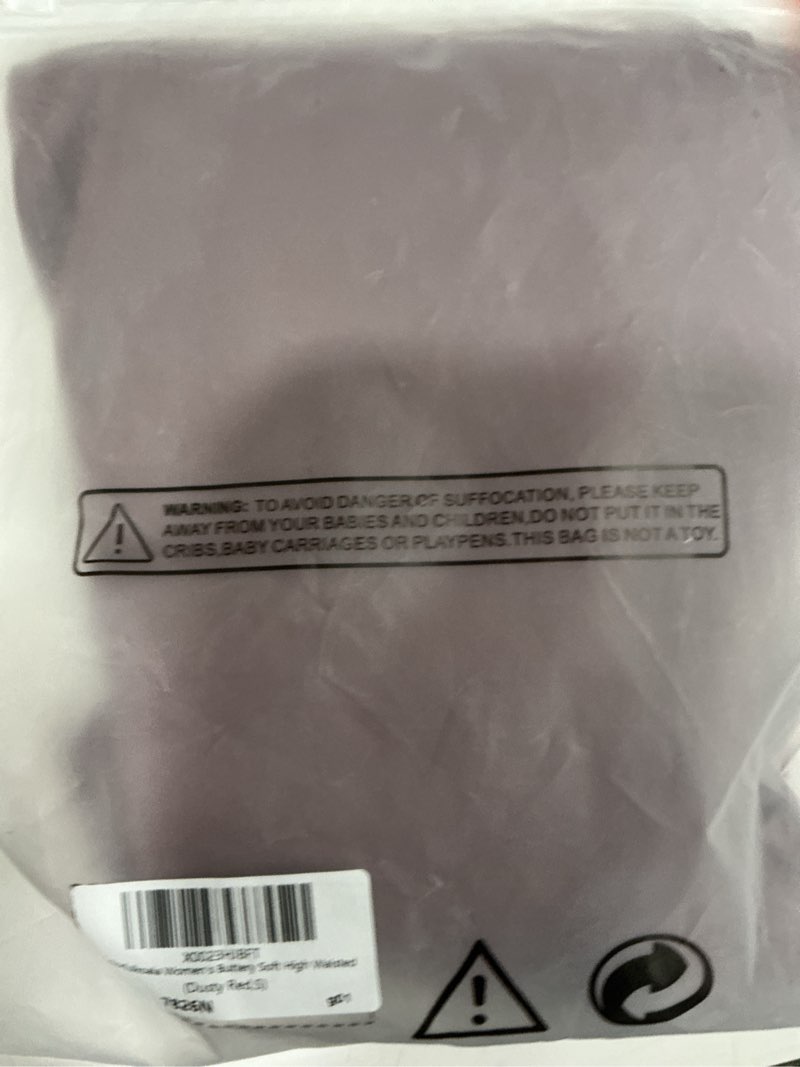 WARNING: TO AVOID DANGER OF SUFFOCATION, PLEASE KEEP
AWAY FROM YOUR BABIES AND CHILDREN,DO NOT PUT IT IN THE
CRIBS,BABY CARRIAGES OR PLAYPENS.THIS BAG IS NOT A TOY.
Women's Buttery Soft High Waisted
(Dusty Red,S)